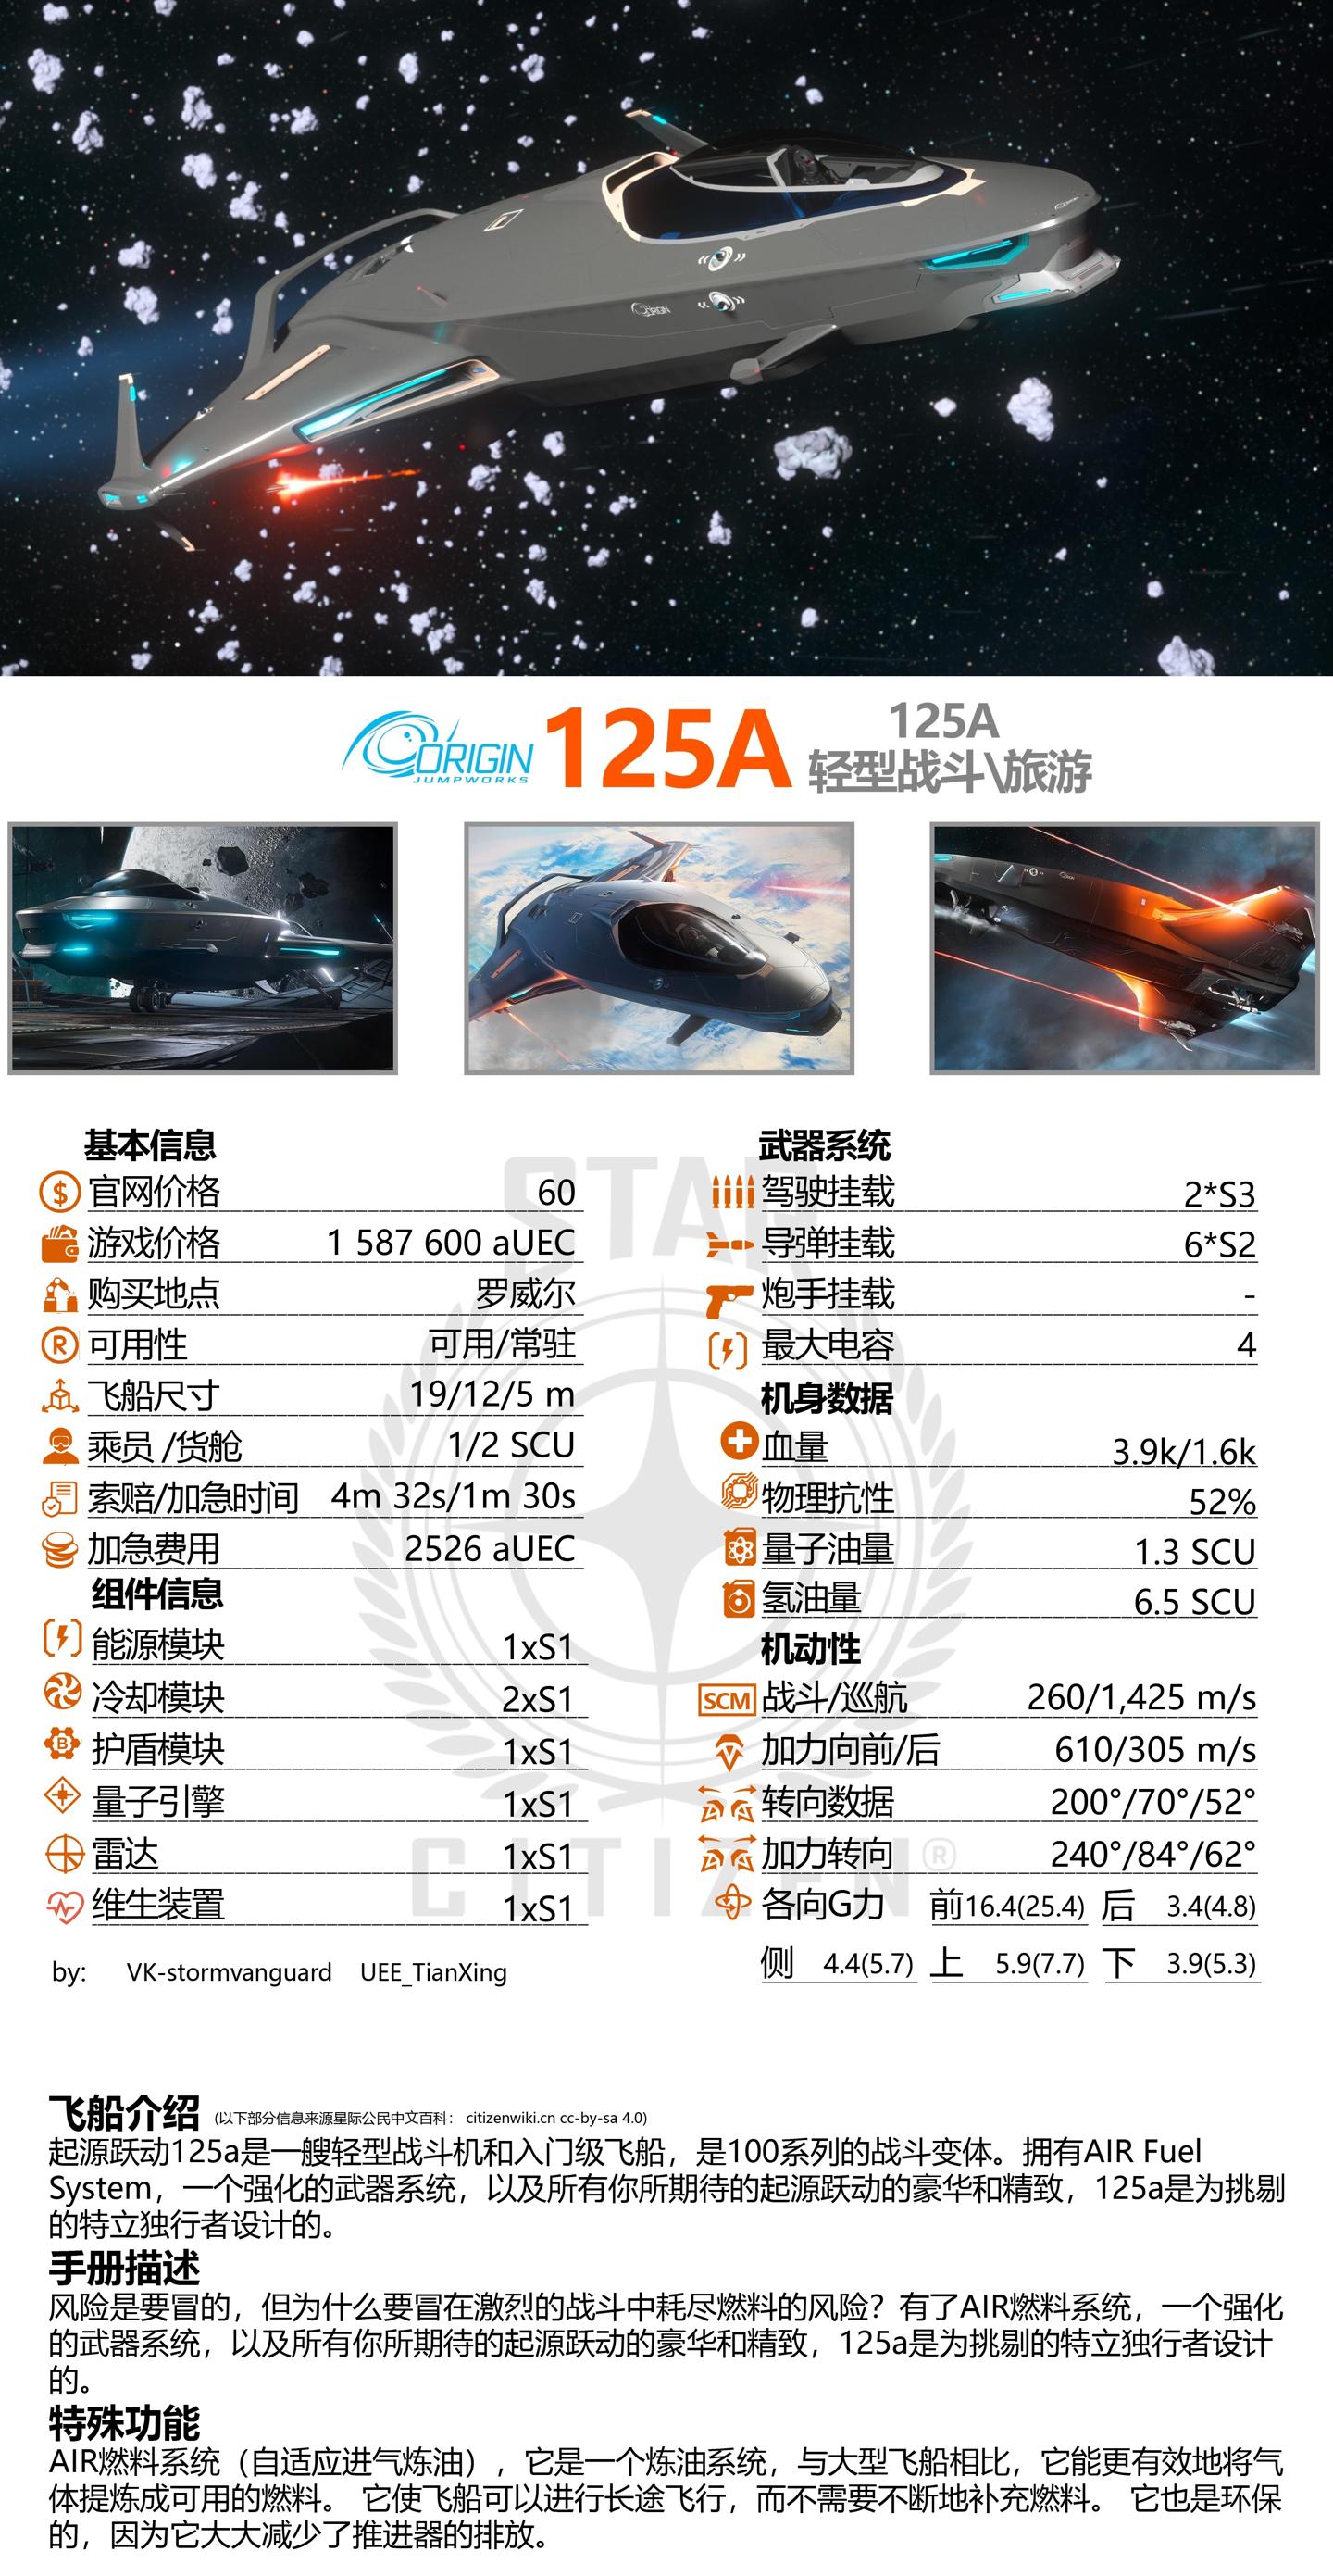 ORIGIN
JUMPWORKS
125A
125A
轻型战斗\旅游
基本信息
官网价格 60
游戏价格 1 587 600 aUEC
购买地点 罗威尔
可用性 可用/常驻
飞船尺寸 19/12/5 m
乘员 /货舱 1/2 SCU
索赔/加急时间 4m 32s/1m 30s
加急费用 2526 aUEC
组件信息
能源模块 1xS1
冷却模块 2xS1
护盾模块 1xS1
量子引擎 1xS1
雷达 1xS1
维生装置 1xS1
by: VK-stormvanguard UEE_TianXing
武器系统
驾驶挂载 2*S3
导弹挂载 6*S2
炮手挂载 -
最大电容 4
机身数据
血量 3.9k/1.6k
物理抗性 52%
量子油量 1.3 SCU
氢油量 6.5 SCU
机动性
SCM 战斗/巡航 260/1,425 m/s
加力向前/后 610/305 m/s
转向数据 200°/70°/52°
加力转向 240°/84°/62°
各向G力 前16.4(25.4) 后 3.4(4.8)
侧 4.4(5.7) 上 5.9(7.7) 下 3.9(5.3)
STAR
CITIZEN®
飞船介绍 (以下部分信息来源星际公民中文百科： citizenwiki.cn cc-by-sa 4.0)
起源跃动125a是一艘轻型战斗机和入门级飞船，是100系列的战斗变体。拥有AIR Fuel
System，一个强化的武器系统，以及所有你所期待的起源跃动的豪华和精致，125a是为挑剔
的特立独行者设计的。
手册描述
风险是要冒的，但为什么要冒在激烈的战斗中耗尽燃料的风险？有了AIR燃料系统，一个强化
的武器系统，以及所有你所期待的起源跃动的豪华和精致，125a是为挑剔的特立独行者设计
的。
特殊功能
AIR燃料系统（自适应进气炼油）, 它是一个炼油系统，与大型飞船相比，它能更有效地将气
体提炼成可用的燃料。 它使飞船可以进行长途飞行，而不需要不断地补充燃料。 它也是环保
的，因为它大大减少了推进器的排放。